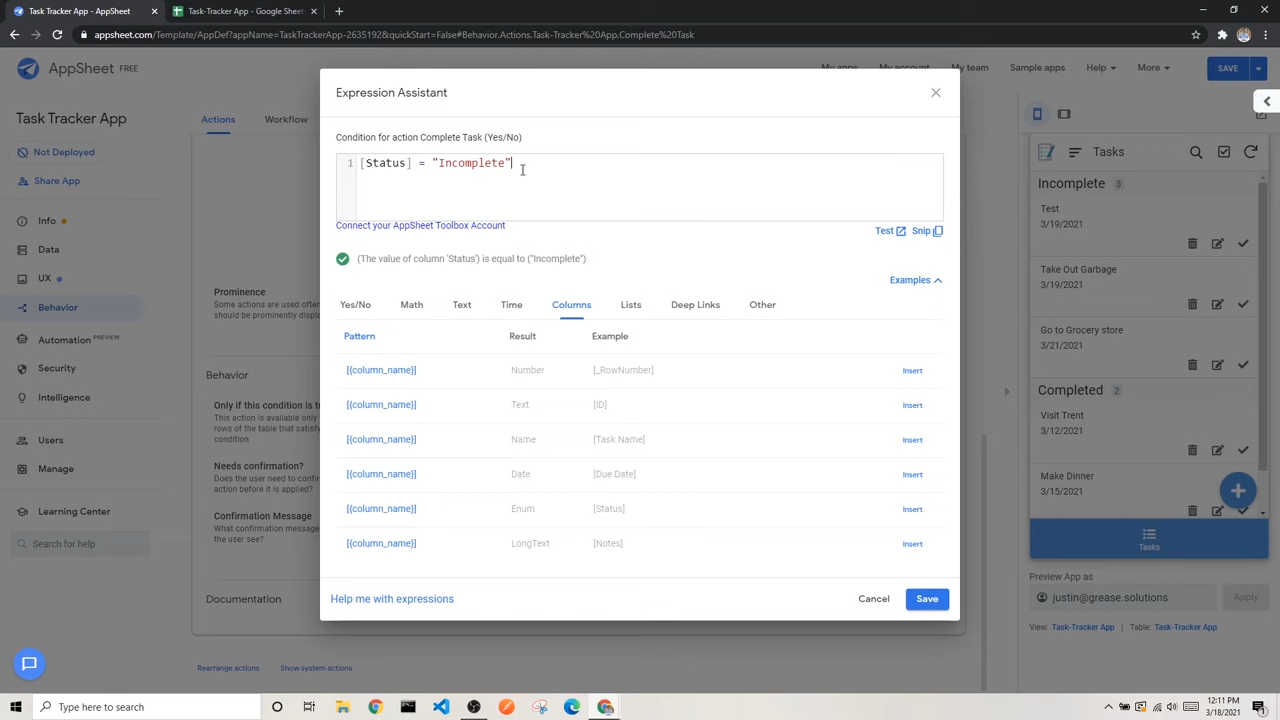 Task Tracker App
Task-Tracker App - Google Sheets
appsheet.com/Template/AppDef?appName=TaskTrackerApp-2635192&quickStart=False#Behavior.Actions.Task-Tracker%20App.Complete%20Task
AppSheet FREE
My apps My account My team Sample apps Help More SAVE
Task Tracker App
Not Deployed
Share App
Info
Data
UX
Behavior
Automation PREVIEW
Security
Intelligence
Users
Manage
Learning Center
Search for help
Actions Workflow
Prominence
Some actions are used often
should be prominently displa
Behavior
Only if this condition is t
This action is available only
rows of the table that satisfy
condition
Needs confirmation?
Does the user need to confi
action before it is applied?
Confirmation Message
What confirmation message
the user see?
Documentation
Rearrange actions Show system actions
Expression Assistant
Condition for action Complete Task (Yes/No)
1 [Status] = "Incomplete"
Connect your AppSheet Toolbox Account
Test Snip
(The value of column 'Status') is equal to ("Incomplete")
Examples
Yes/No Math Text Time Columns Lists Deep Links Other
Pattern Result Example
[{column_name}] Number [_RowNumber] Insert
[{column_name}] Text [ID] Insert
[{column_name}] Name [Task Name] Insert
[{column_name}] Date [Due Date] Insert
[{column_name}] Enum [Status] Insert
[{column_name}] LongText [Notes] Insert
Help me with expressions Cancel Save
Tasks
Incomplete 3
Test
3/19/2021
Take Out Garbage
3/19/2021
Go to Grocery store
3/21/2021
Completed 2
Visit Trent
3/12/2021
Make Dinner
3/15/2021
Tasks
Preview App as
justin@grease.solutions Apply
View: Task-Tracker App | Table: Task-Tracker App
Type here to search
12:11 PM
3/18/2021